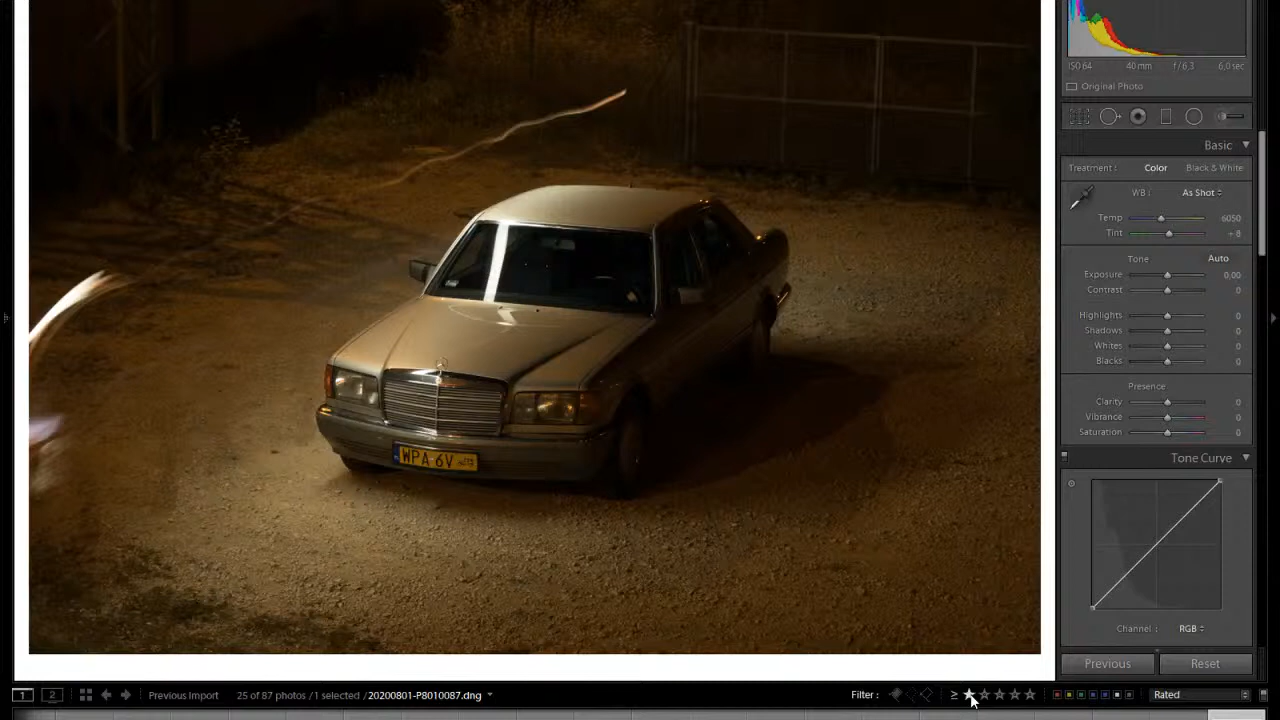 ISO 64 40 mm f / 6,3 6,0 sec
Original Photo
Basic
Treatment : Color Black & White
WB : As Shot
Temp 6050
Tint + 8
Tone Auto
Exposure 0,00
Contrast 0
Highlights 0
Shadows 0
Whites 0
Blacks 0
Presence
Clarity 0
Vibrance 0
Saturation 0
Tone Curve
WPA 6V
Channel : RGB
Previous Reset
1 2 Previous Import 25 of 87 photos / 1 selected / 20200801-P8010087.dng Filter : ≥ Rated